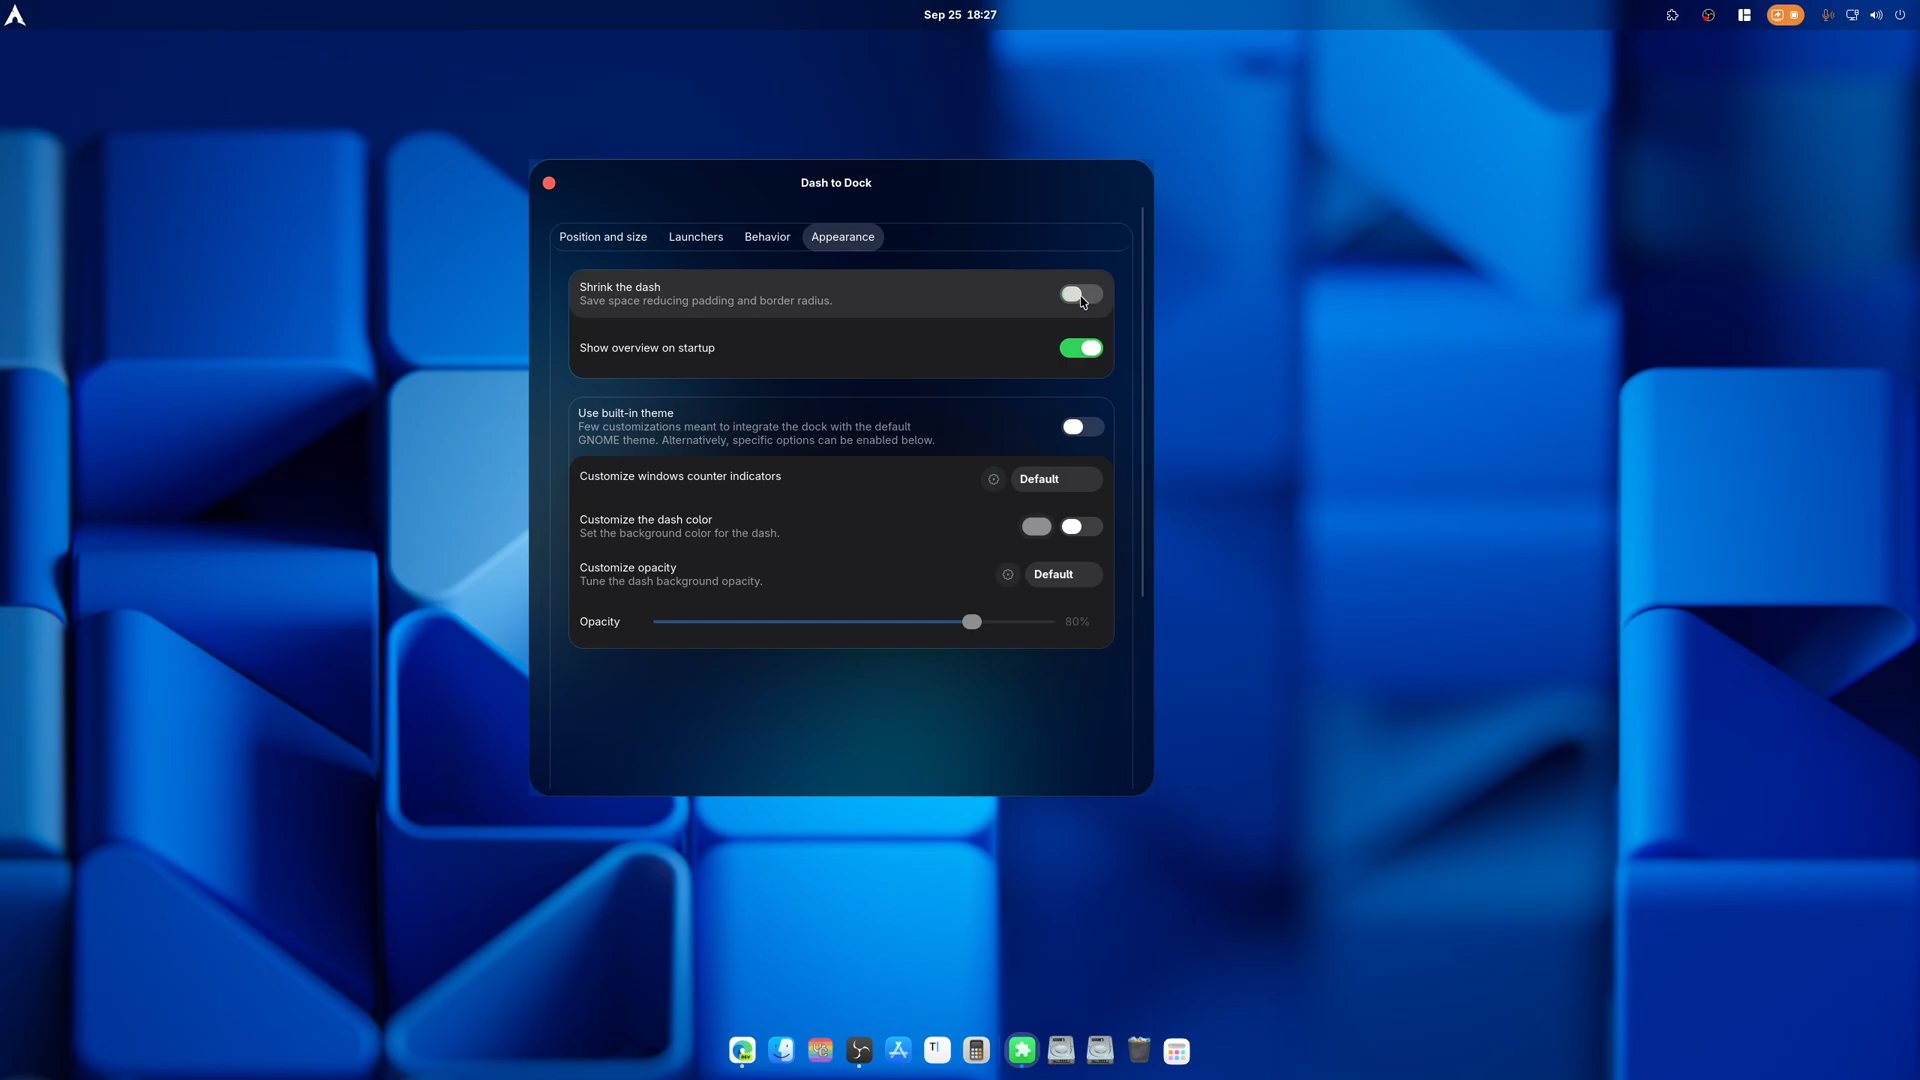 Sep 25 18:27
Dash to Dock
Position and size Launchers Behavior Appearance
Shrink the dash
Save space reducing padding and border radius.
Show overview on startup
Use built-in theme
Few customizations meant to integrate the dock with the default
GNOME theme. Alternatively, specific options can be enabled below.
Customize windows counter indicators
Default
Customize the dash color
Set the background color for the dash.
Customize opacity
Default
Tune the dash background opacity.
Opacity
80%
DEV
T